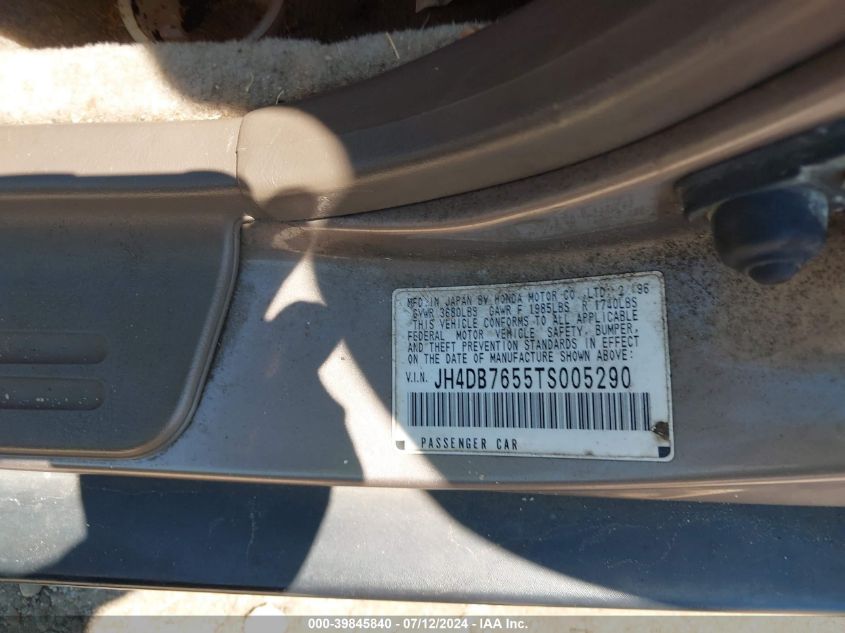 MFD. IN JAPAN BY HONDA MOTOR CO., LTD. 2 /96
GVWR 3680LBS GAWR F 1985LBS R 1740LBS
THIS VEHICLE CONFORMS TO ALL APPLICABLE
FEDERAL MOTOR VEHICLE SAFETY, BUMPER,
AND THEFT PREVENTION STANDARDS IN EFFECT
ON THE DATE OF MANUFACTURE SHOWN ABOVE:
V.I.N. JH4DB7655TS005290
PASSENGER CAR
000-39845840 - 07/12/2024 - © IAA Inc.